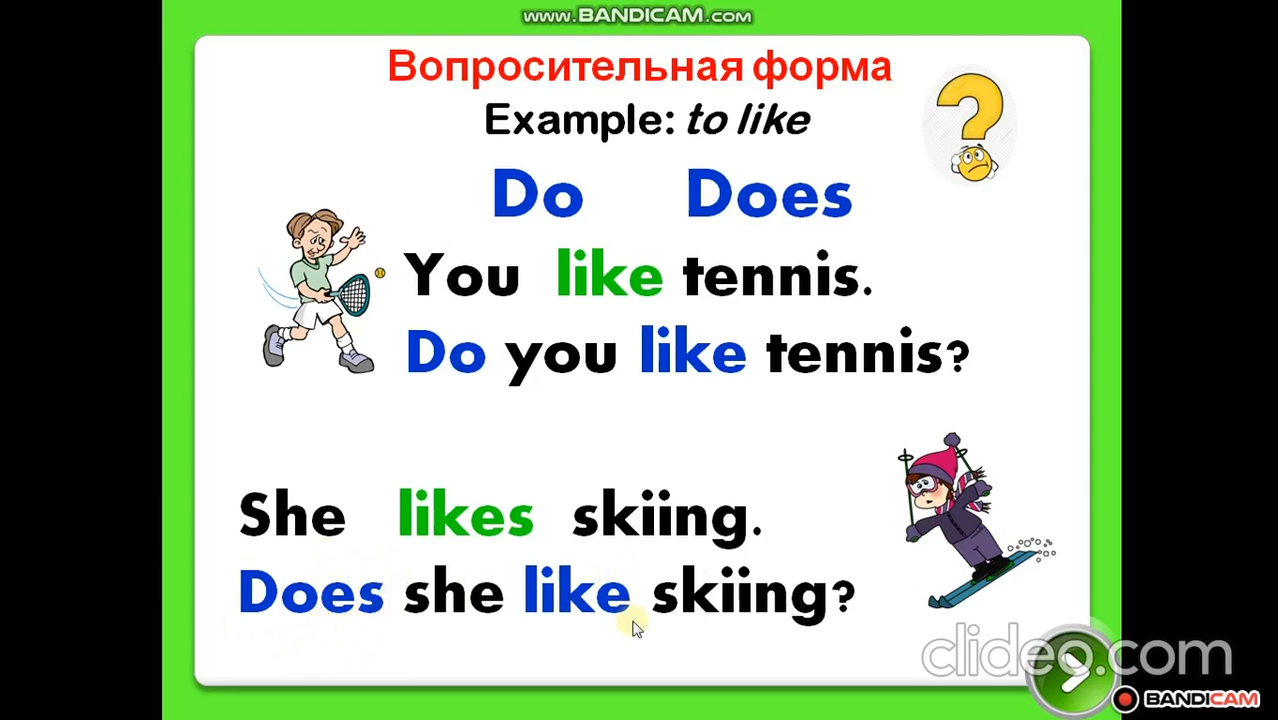 www.BANDICAM.com
Вопросительная форма
Example: to like
Do Does
You like tennis.
Do you like tennis?
She likes skiing.
Does she like skiing?
clideo.com
BANDICAM